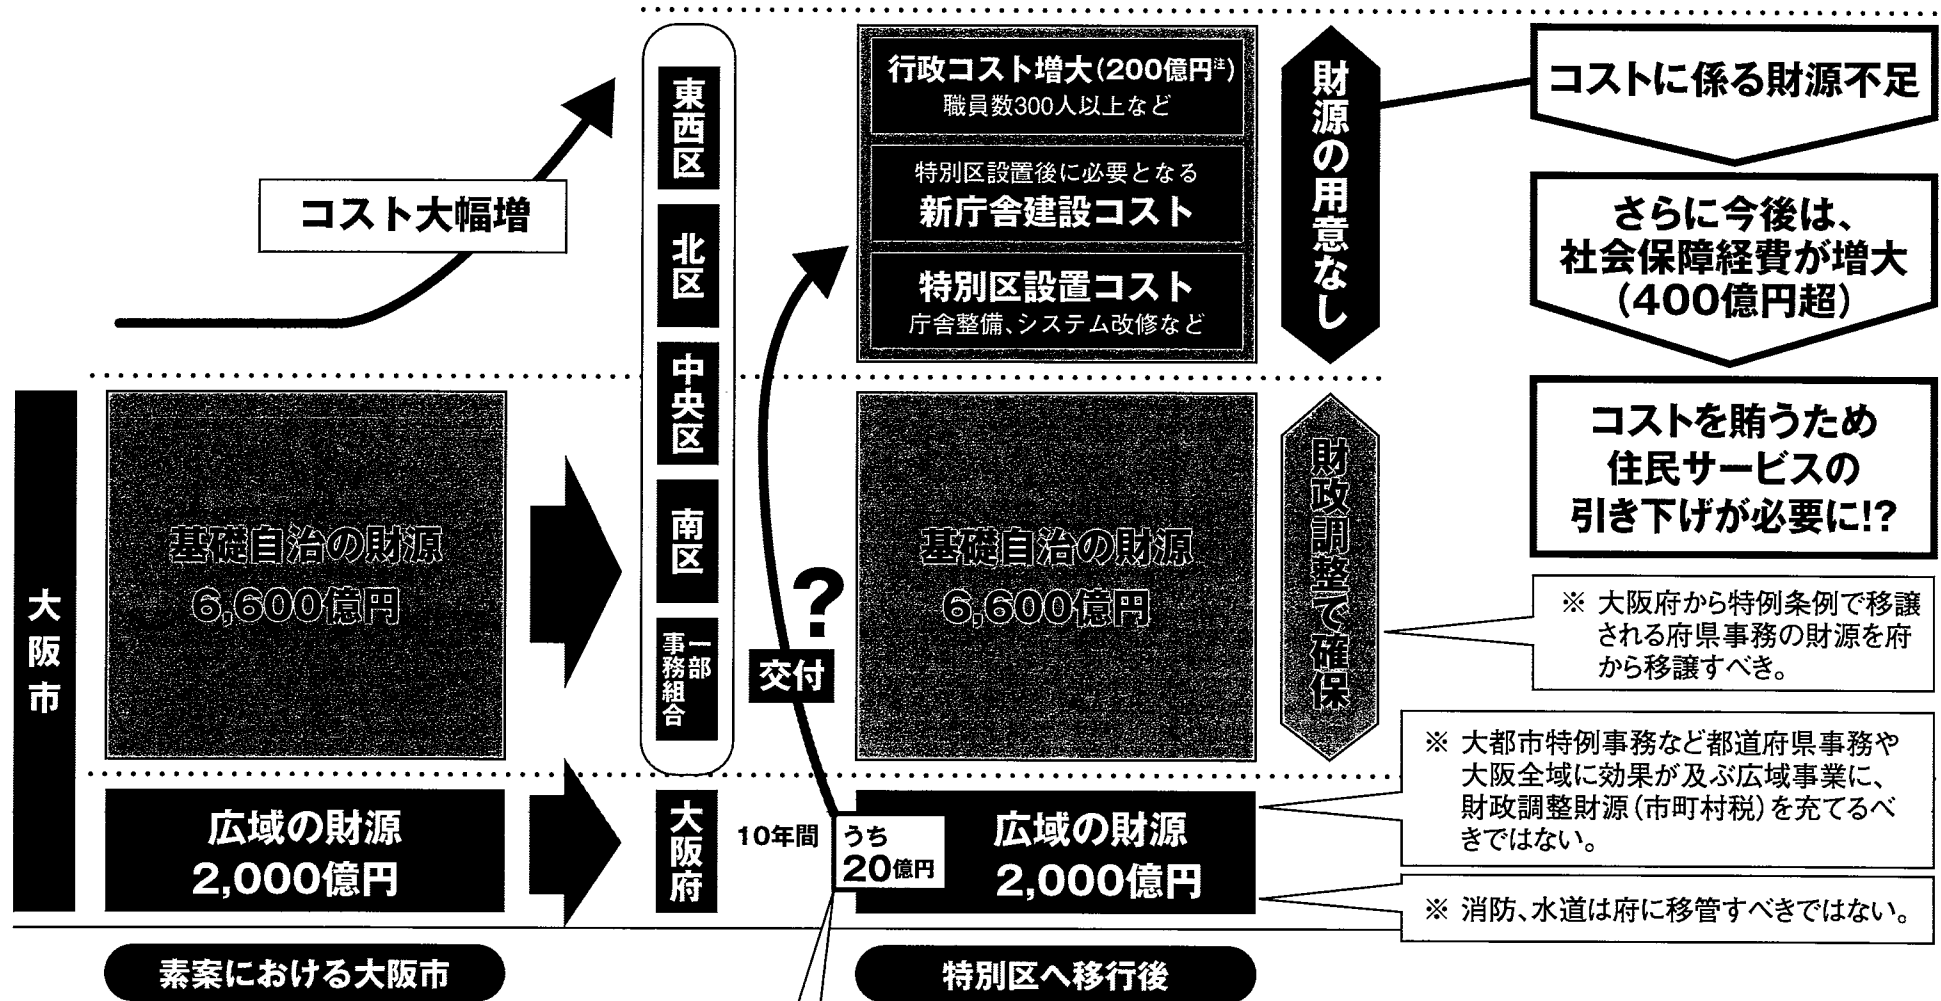 大阪市
コスト大幅増
基礎自治の財源
6,600億円
広域の財源
2,000億円
素案における大阪市
東西区
北区
中央区
南区
一部
事務組合
大阪府
行政コスト増大(200億円注)
職員数300人以上など
特別区設置後に必要となる
新庁舎建設コスト
特別区設置コスト
庁舎整備、システム改修など
?
交付
10年間
うち
20億円
基礎自治の財源
6,600億円
広域の財源
2,000億円
特別区へ移行後
財源の用意なし
財政調整で確保
コストに係る財源不足
さらに今後は、
社会保障経費が増大
(400億円超)
コストを賄うため
住民サービスの
引き下げが必要に!?
※ 大阪府から特例条例で移譲
される府県事務の財源を府
から移譲すべき。
※ 大都市特例事務など都道府県事務や
大阪全域に効果が及ぶ広域事業に、
財政調整財源(市町村税)を充てるべ
きではない。
※ 消防、水道は府に移管すべきではない。